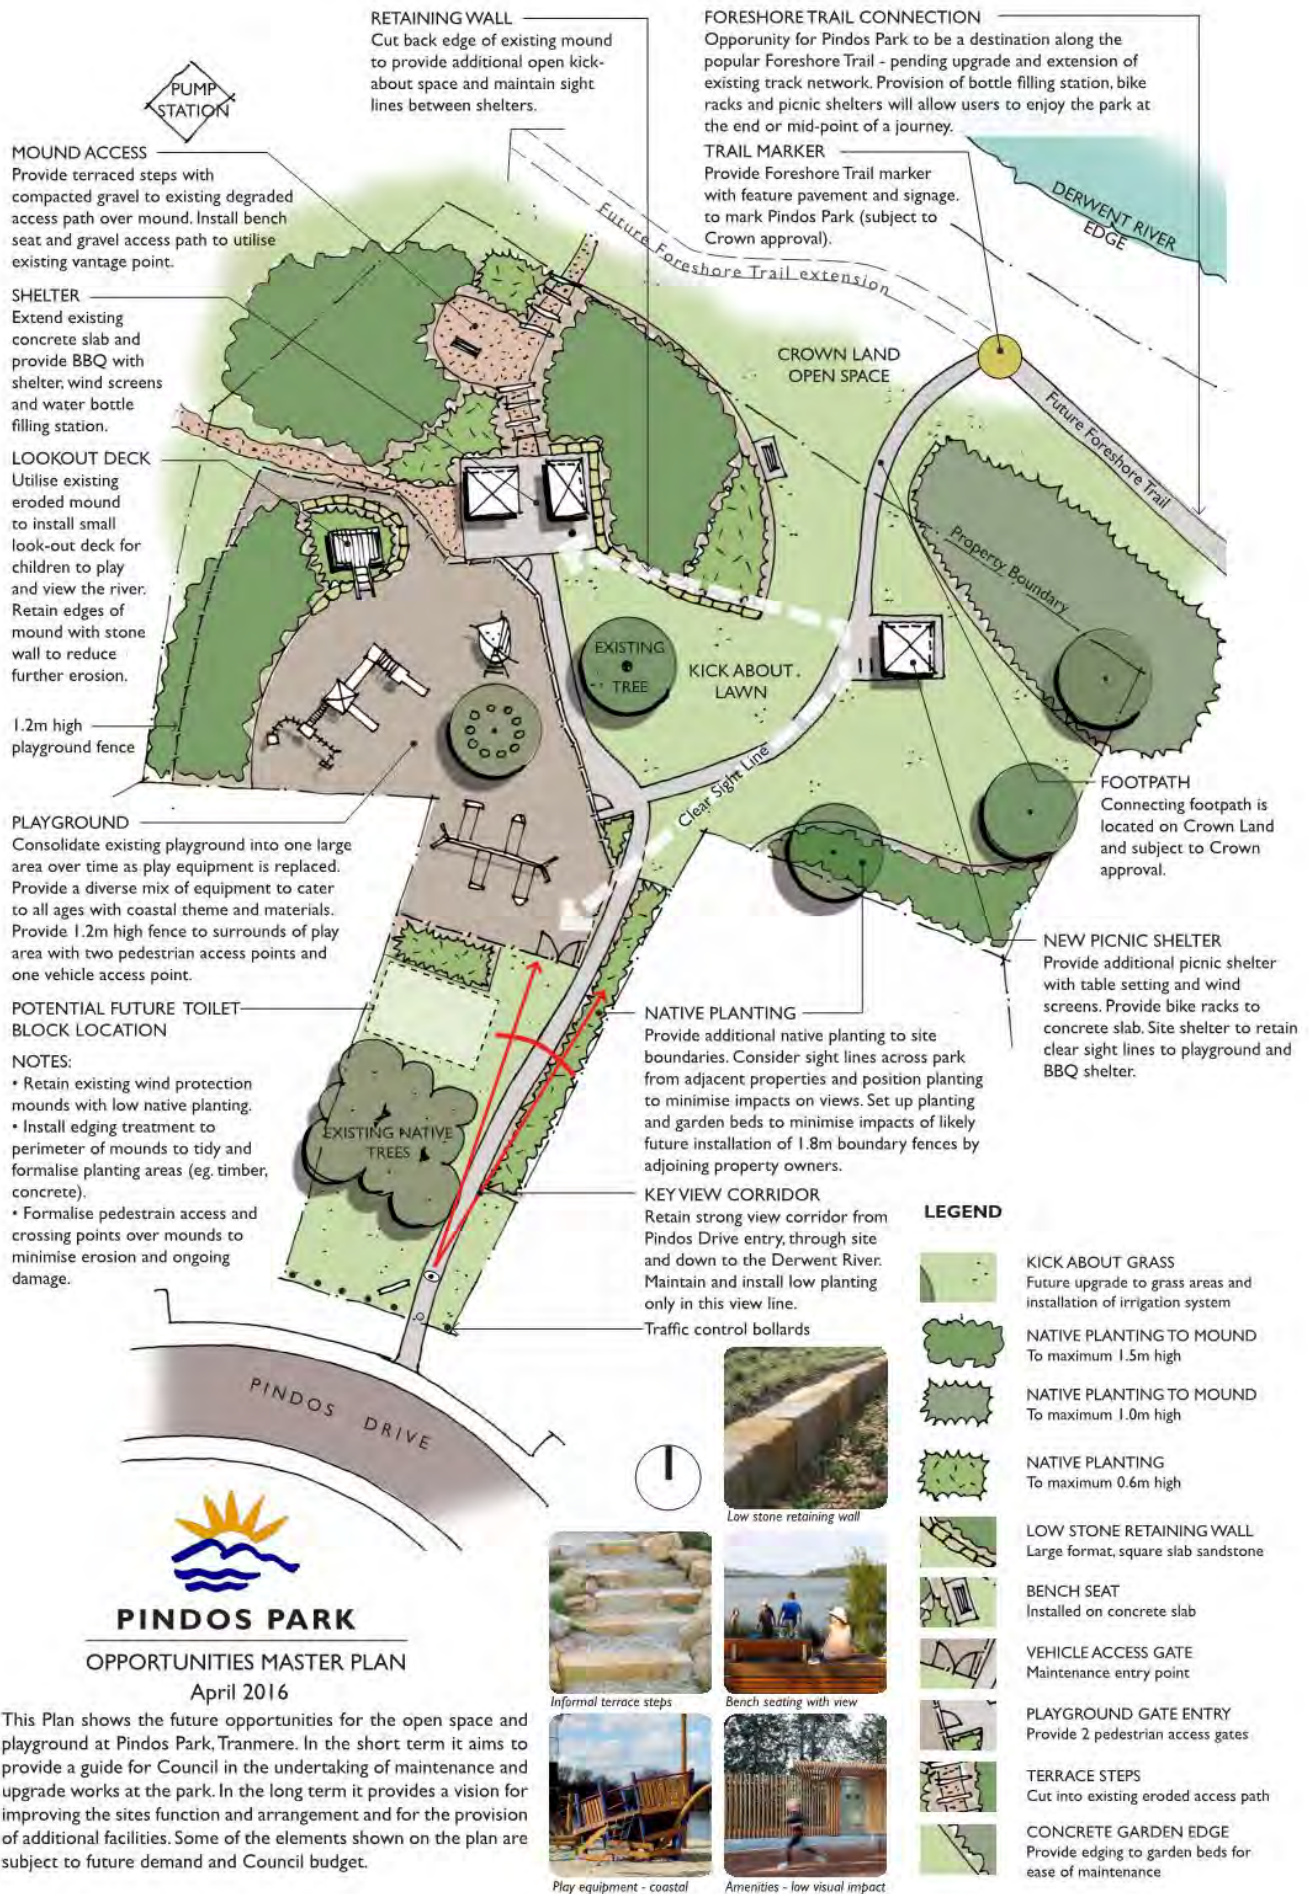 RETAINING WALL
Cut back edge of existing mound
to provide additional open kick-
about space and maintain sight
lines between shelters.
FORESHORE TRAIL CONNECTION
Opporunity for Pindos Park to be a destination along the
popular Foreshore Trail - pending upgrade and extension of
existing track network. Provision of bottle filling station, bike
racks and picnic shelters will allow users to enjoy the park at
the end or mid-point of a journey.
PUMP
STATION
MOUND ACCESS
Provide terraced steps with
compacted gravel to existing degraded
access path over mound. Install bench
seat and gravel access path to utilise
existing vantage point.
TRAIL MARKER
Provide Foreshore Trail marker
with feature pavement and signage.
to mark Pindos Park (subject to
Crown approval).
DERWENT RIVER
EDGE
Future Foreshore Trail extension
SHELTER
Extend existing
concrete slab and
provide BBQ with
shelter, wind screens
and water bottle
filling station.
CROWN LAND
OPEN SPACE
Future Foreshore Trail
LOOKOUT DECK
Utilise existing
eroded mound
to install small
look-out deck for
children to play
and view the river.
Retain edges of
mound with stone
wall to reduce
further erosion.
Property Boundary
EXISTING
TREE
KICK ABOUT.
LAWN
1.2m high
playground fence
Clear Sight Line
FOOTPATH
Connecting footpath is
located on Crown Land
and subject to Crown
approval.
PLAYGROUND
Consolidate existing playground into one large
area over time as play equipment is replaced.
Provide a diverse mix of equipment to cater
to all ages with coastal theme and materials.
Provide 1.2m high fence to surrounds of play
area with two pedestrian access points and
one vehicle access point.
NEW PICNIC SHELTER
Provide additional picnic shelter
with table setting and wind
screens. Provide bike racks to
concrete slab. Site shelter to retain
clear sight lines to playground and
BBQ shelter.
POTENTIAL FUTURE TOILET
BLOCK LOCATION
NATIVE PLANTING
Provide additional native planting to site
boundaries. Consider sight lines across park
from adjacent properties and position planting
to minimise impacts on views. Set up planting
and garden beds to minimise impacts of likely
future installation of 1.8m boundary fences by
adjoining property owners.
NOTES:
• Retain existing wind protection
mounds with low native planting.
• Install edging treatment to
perimeter of mounds to tidy and
formalise planting areas (eg. timber,
concrete).
• Formalise pedestrain access and
crossing points over mounds to
minimise erosion and ongoing
damage.
EXISTING NATIVE
TREES
KEY VIEW CORRIDOR
Retain strong view corridor from
Pindos Drive entry, through site
and down to the Derwent River.
Maintain and install low planting
only in this view line.
Traffic control bollards
PINDOS DRIVE
LEGEND
KICK ABOUT GRASS
Future upgrade to grass areas and
installation of irrigation system
NATIVE PLANTING TO MOUND
To maximum 1.5m high
NATIVE PLANTING TO MOUND
To maximum 1.0m high
NATIVE PLANTING
To maximum 0.6m high
LOW STONE RETAINING WALL
Large format, square slab sandstone
BENCH SEAT
Installed on concrete slab
VEHICLE ACCESS GATE
Maintenance entry point
PLAYGROUND GATE ENTRY
Provide 2 pedestrian access gates
TERRACE STEPS
Cut into existing eroded access path
CONCRETE GARDEN EDGE
Provide edging to garden beds for
ease of maintenance
Low stone retaining wall
Informal terrace steps
Bench seating with view
Play equipment - coastal
Amenities - low visual impact
PINDOS PARK
OPPORTUNITIES MASTER PLAN
April 2016
This Plan shows the future opportunities for the open space and
playground at Pindos Park, Tranmere. In the short term it aims to
provide a guide for Council in the undertaking of maintenance and
upgrade works at the park. In the long term it provides a vision for
improving the sites function and arrangement and for the provision
of additional facilities. Some of the elements shown on the plan are
subject to future demand and Council budget.